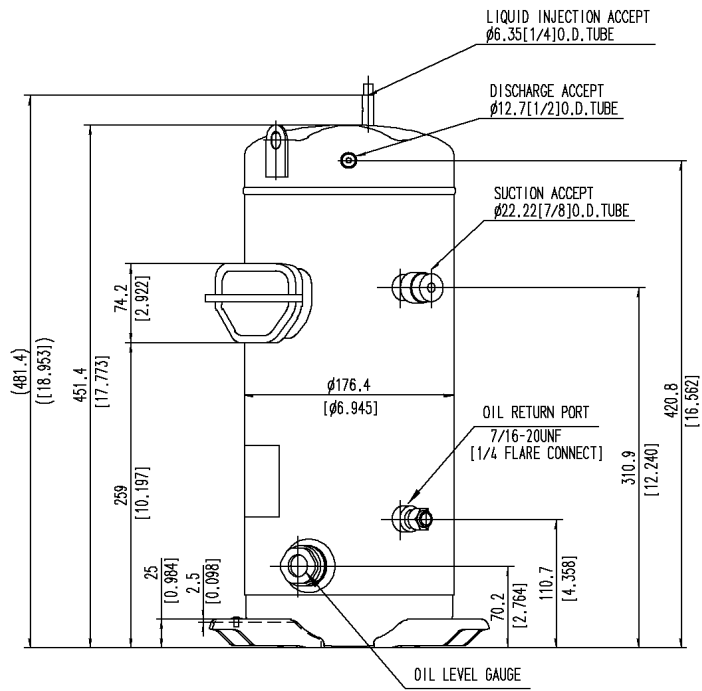 LIQUID INJECTION ACCEPT
φ6.35[1/4]O.D.TUBE
DISCHARGE ACCEPT
φ12.7[1/2]O.D.TUBE
SUCTION ACCEPT
φ22.22[7/8]O.D.TUBE
74.2
[2.922]
(481.4)
([18.953])
451.4
[17.773]
φ176.4
[φ6.945]
420.8
[16.562]
OIL RETURN PORT
7/16-20UNF
[1/4 FLARE CONNECT]
310.9
[12.240]
259
[10.197]
25
[0.984]
2.5
[0.098]
70.2
[2.764]
110.7
[4.358]
OIL LEVEL GAUGE